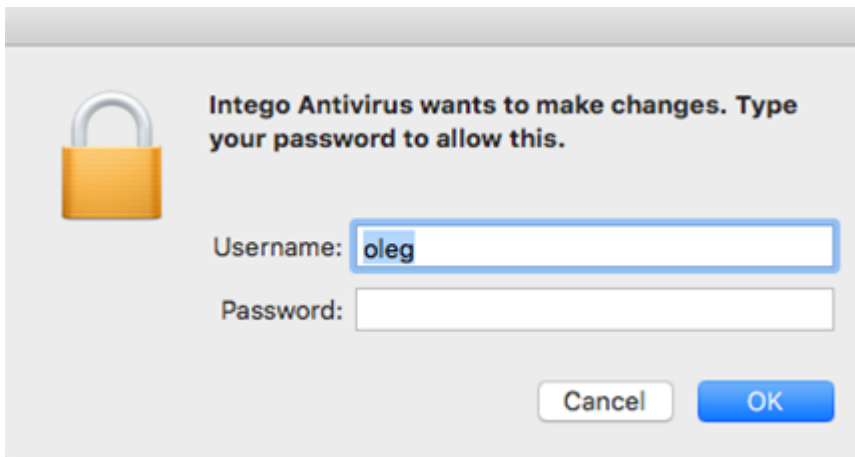 Intego Antivirus wants to make changes. Type
your password to allow this.
Username: oleg
Password:
Cancel OK